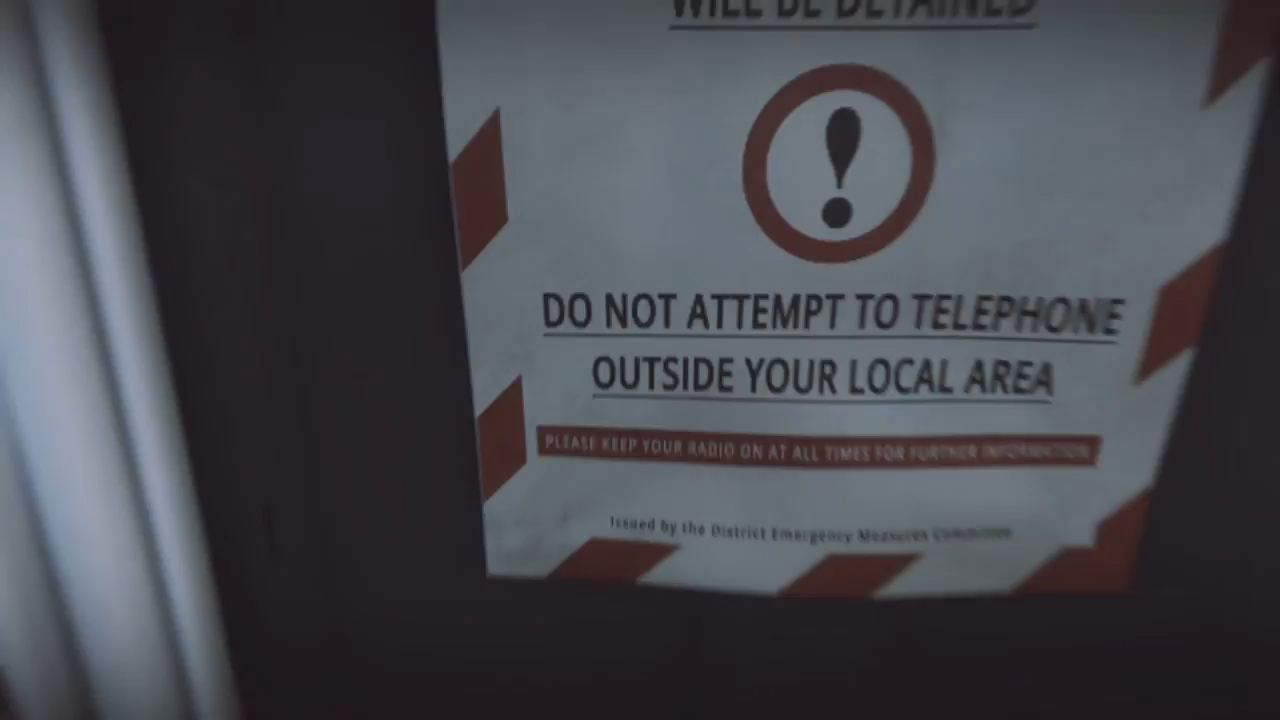 WILL BE DETAINED
DO NOT ATTEMPT TO TELEPHONE
OUTSIDE YOUR LOCAL AREA
PLEASE KEEP YOUR RADIO ON AT ALL TIMES FOR FURTHER INFORMATION
Issued by the District Emergency Measures Committee